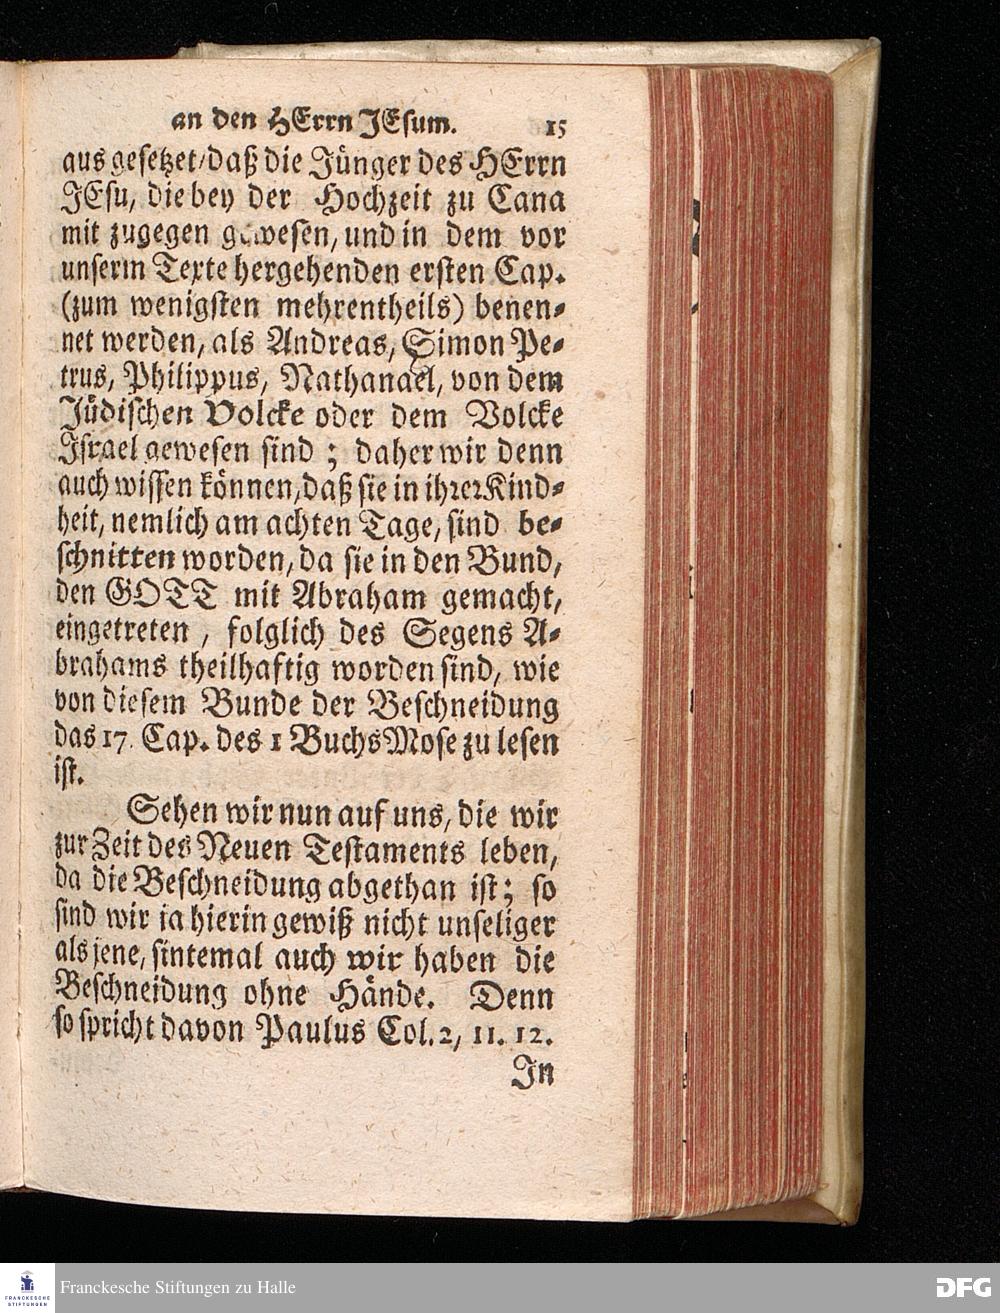 an den HErrn JEsum. 15
aus gesetzet/ daß die Jünger des HErrn
JEsu, die bey der Hochzeit zu Cana
mit zugegen gewesen, und in dem vor
unserm Texte hergehenden ersten Cap.
(zum wenigsten mehrentheils) benen-
net werden, als Andreas, Simon Pe-
trus, Philippus, Nathanael, von dem
Jüdischen Volcke oder dem Volcke
Israel gewesen sind ; daher wir denn
auch wissen können, daß sie in ihrer Kind-
heit, nemlich am achten Tage, sind be-
schnitten worden, da sie in den Bund,
den GOTT mit Abraham gemacht,
eingetreten , folglich des Segens A-
brahams theilhaftig worden sind, wie
von diesem Bunde der Beschneidung
das 17. Cap. des 1 Buchs Mose zu lesen
ist.
Sehen wir nun auf uns, die wir
zur Zeit des Neuen Testaments leben,
da die Beschneidung abgethan ist; so
sind wir ja hierin gewiß nicht unseliger
als jene, sintemal auch wir haben die
Beschneidung ohne Hände. Denn
so spricht davon Paulus Col. 2, 11. 12.
In
FRANCKESCHE
STIFTUNGEN
Franckesche Stiftungen zu Halle
DFG